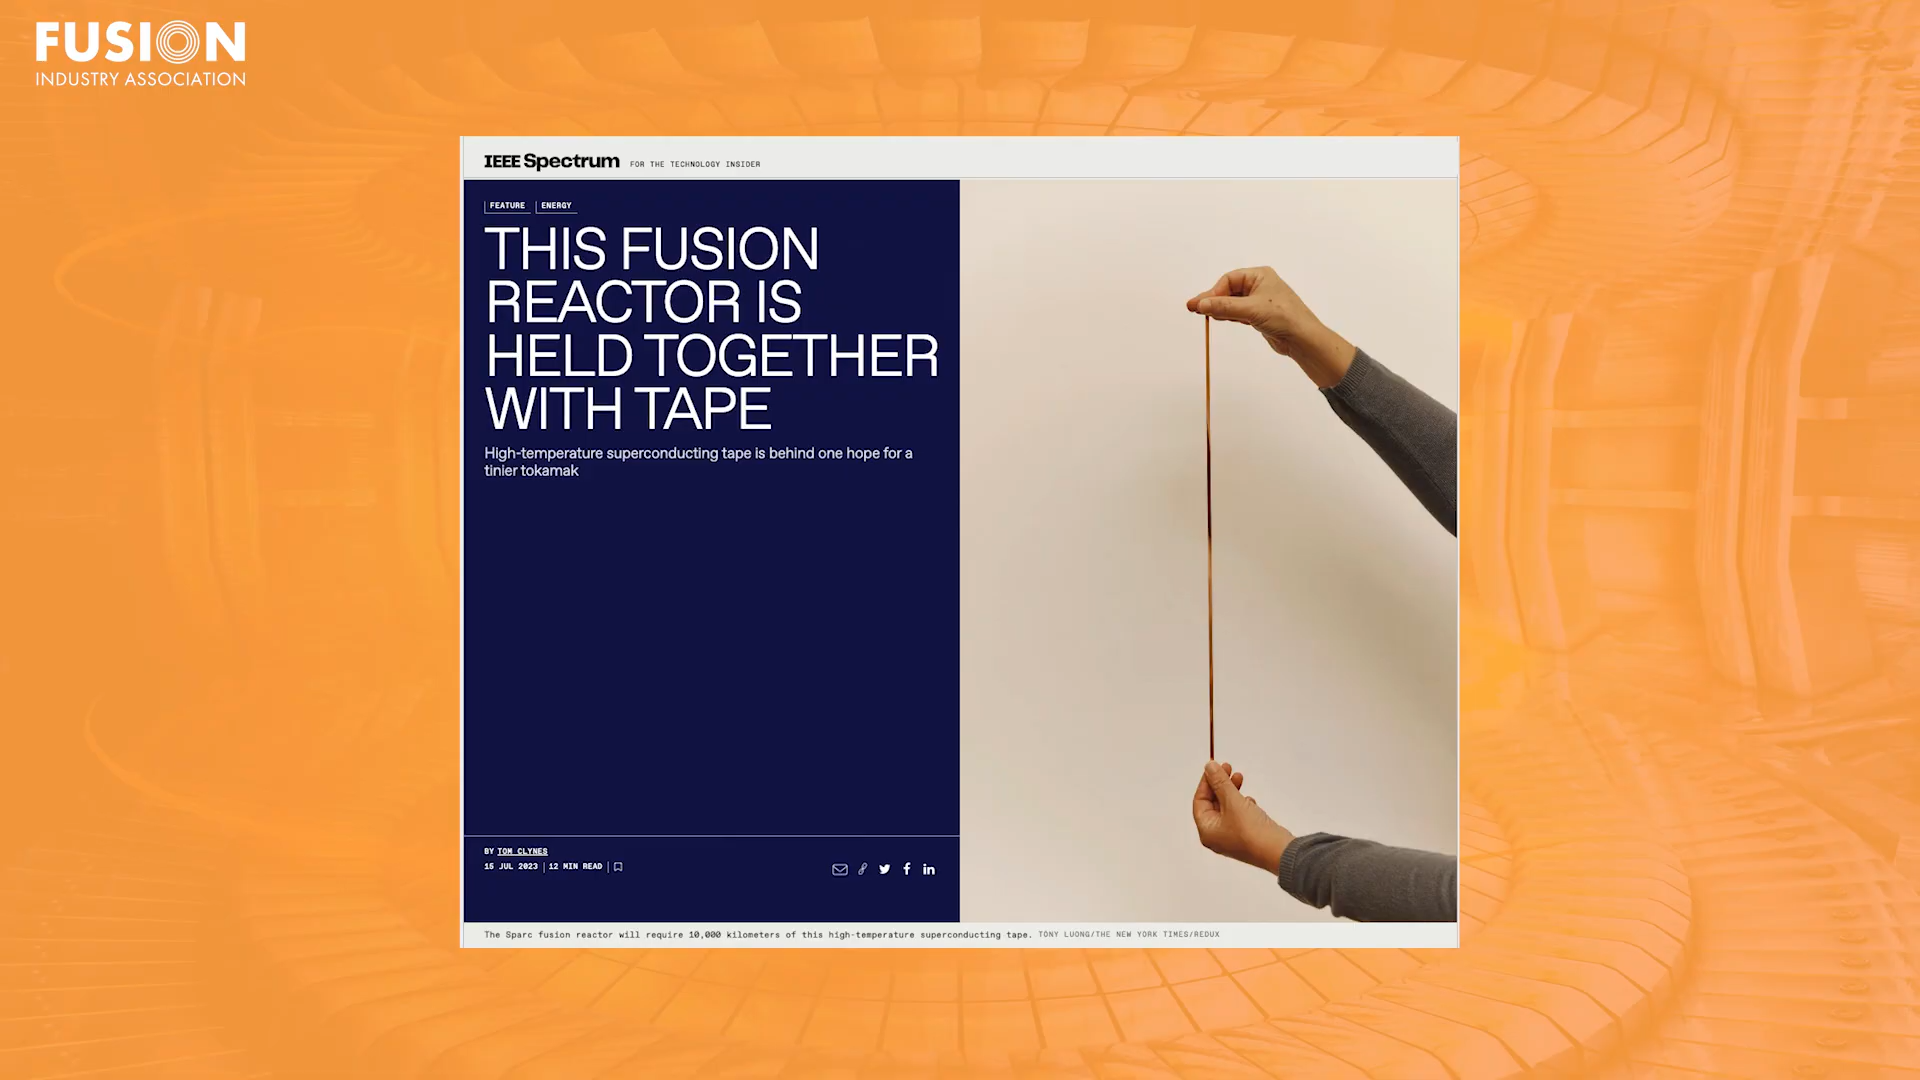 FUSION
INDUSTRY ASSOCIATION
IEEE Spectrum FOR THE TECHNOLOGY INSIDER
FEATURE ENERGY
THIS FUSION
REACTOR IS
HELD TOGETHER
WITH TAPE
High-temperature superconducting tape is behind one hope for a
tinier tokamak
BY TOM CLYNES
15 JUL 2023 | 12 MIN READ |
The Sparc fusion reactor will require 10,000 kilometers of this high-temperature superconducting tape. TONY LUONG/THE NEW YORK TIMES/REDUX